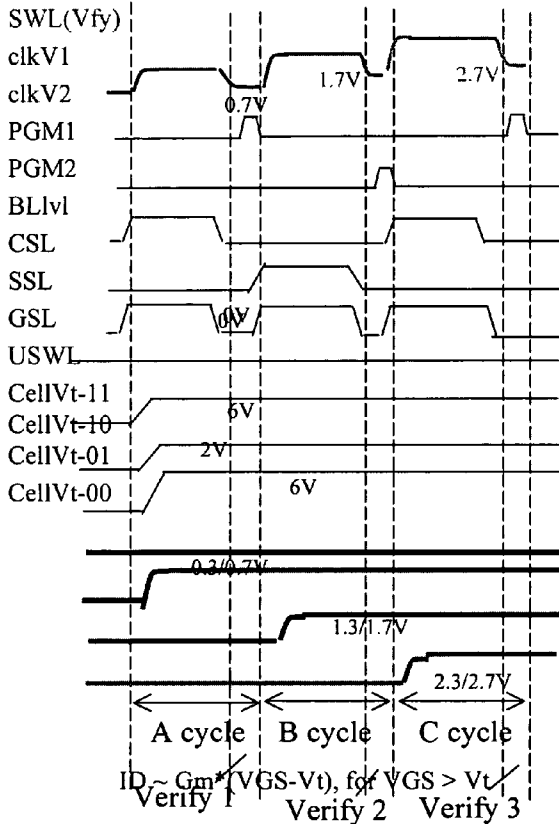 SWL(Vfy)
clkV1
1.7V
2.7V
clkV2
0.7V
PGM1
PGM2
BLlvl
CSL
SSL
GSL
0V
0V
USWL
CellVt-11
6V
CellVt-10
CellVt-01
2V
CellVt-00
6V
0.3/0.7V
1.3/1.7V
2.3/2.7V
A cycle
B cycle
C cycle
ID ~ Gm*(VGS-Vt), for VGS > Vt
Verify 1
Verify 2
Verify 3